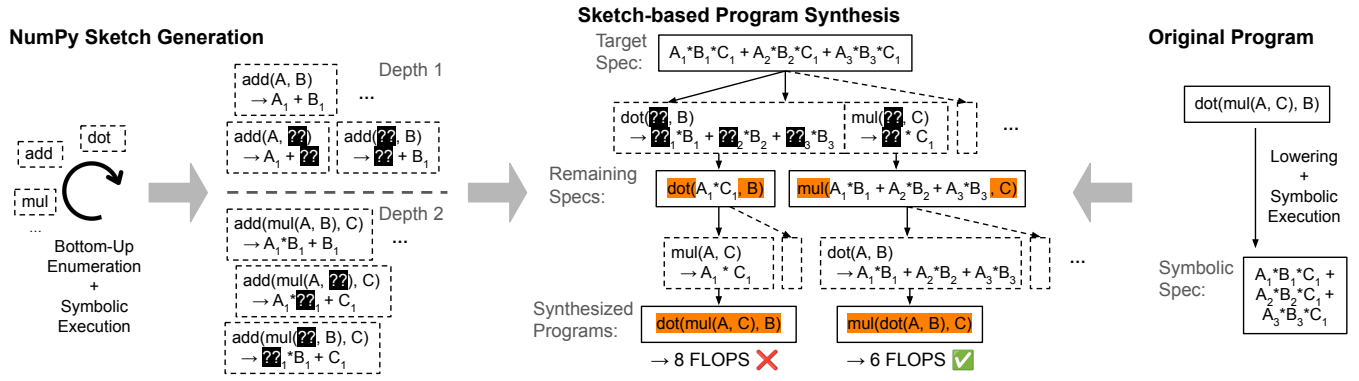 NumPy Sketch Generation
add
dot
mul
...
Bottom-Up
Enumeration
+
Symbolic
Execution
Depth 1
add(A, B)
→ A₁ + B₁
...
add(A, ??)
→ A₁ + ??
add(??, B)
→ ?? + B₁
Depth 2
add(mul(A, B), C)
→ A₁*B₁ + B₁
...
add(mul(A, ??), C)
→ A₁*??₁ + C₁
add(mul(??, B), C)
→ ??₁*B₁ + C₁
Sketch-based Program Synthesis
Target
Spec:
A₁*B₁*C₁ + A₂*B₂*C₁ + A₃*B₃*C₁
dot(??, B)
→ ??₁*B₁ + ??₂*B₂ + ??₃*B₃
mul(??, C)
→ ?? * C₁
...
Remaining
Specs:
dot(A₁*C₁, B)
mul(A₁*B₁ + A₂*B₂ + A₃*B₃, C)
mul(A, C)
→ A₁ * C₁
dot(A, B)
→ A₁*B₁ + A₂*B₂ + A₃*B₃
...
Synthesized
Programs:
dot(mul(A, C), B)
mul(dot(A, B), C)
→ 8 FLOPS ❌
→ 6 FLOPS ✅
Original Program
dot(mul(A, C), B)
Lowering
+
Symbolic
Execution
Symbolic
Spec:
A₁*B₁*C₁ +
A₂*B₂*C₁ +
A₃*B₃*C₁